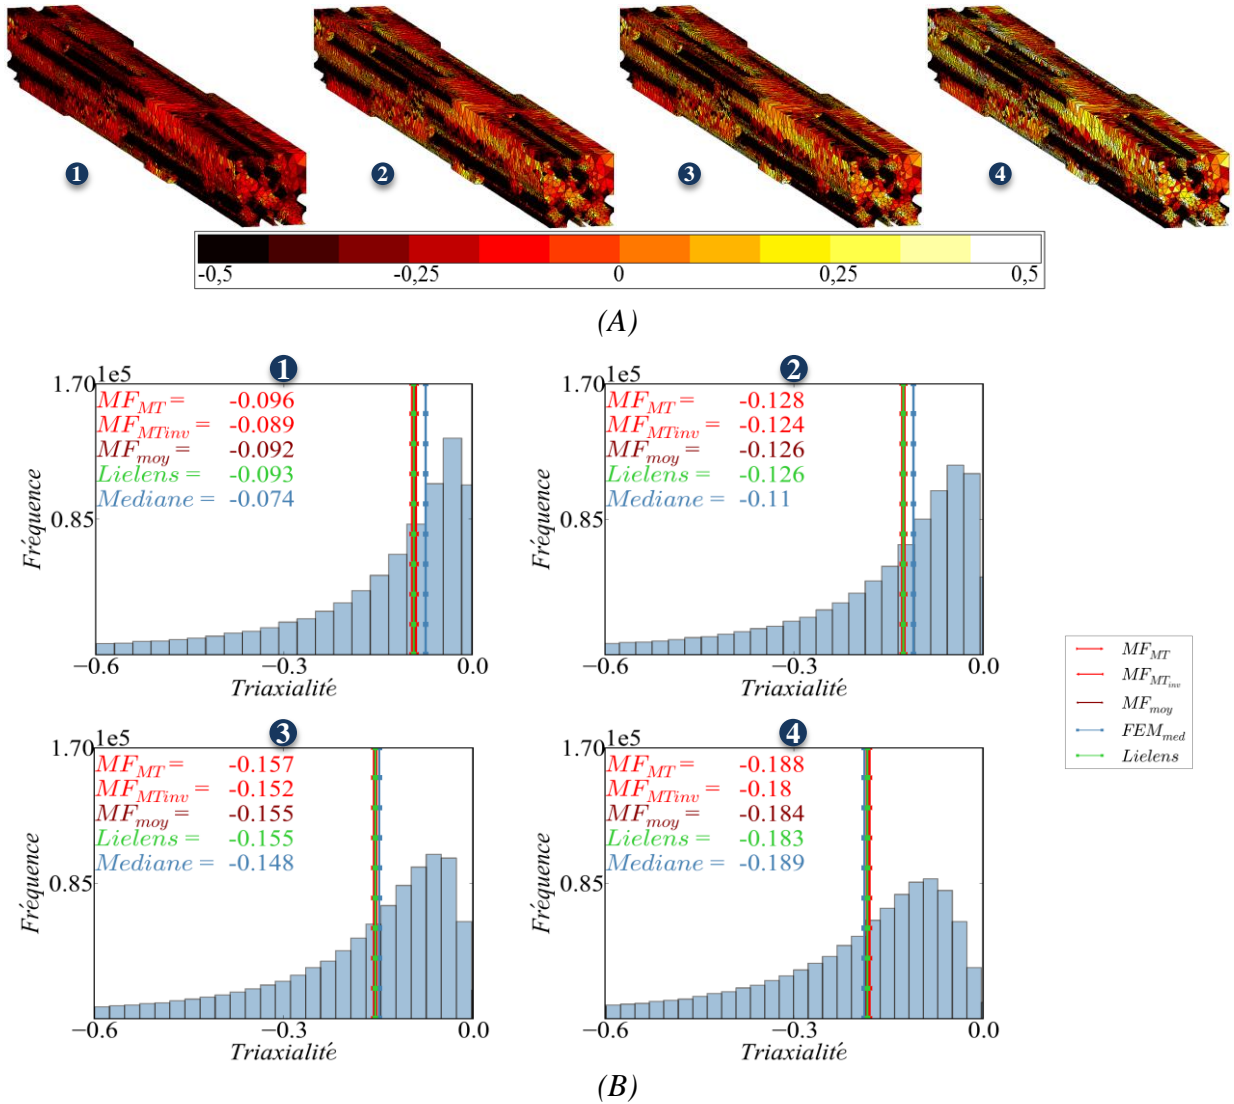 1 2 3 4
-0,5 -0,25 0 0,25 0,5
(A)
1
1.70 1e5
MF_MT = -0.096
MF_MTinv = -0.089
MF_moy = -0.092
Lielens = -0.093
Mediane = -0.074
0.85
Fréquence
−0.6 −0.3 0.0
Triaxialité
2
1.70 1e5
MF_MT = -0.128
MF_MTinv = -0.124
MF_moy = -0.126
Lielens = -0.126
Mediane = -0.11
0.85
Fréquence
−0.6 −0.3 0.0
Triaxialité
3
1.70 1e5
MF_MT = -0.157
MF_MTinv = -0.152
MF_moy = -0.155
Lielens = -0.155
Mediane = -0.148
0.85
Fréquence
−0.6 −0.3 0.0
Triaxialité
4
1.70 1e5
MF_MT = -0.188
MF_MTinv = -0.18
MF_moy = -0.184
Lielens = -0.183
Mediane = -0.189
0.85
Fréquence
−0.6 −0.3 0.0
Triaxialité
MF_MT
MF_MTinv
MF_moy
FEM_med
Lielens
(B)